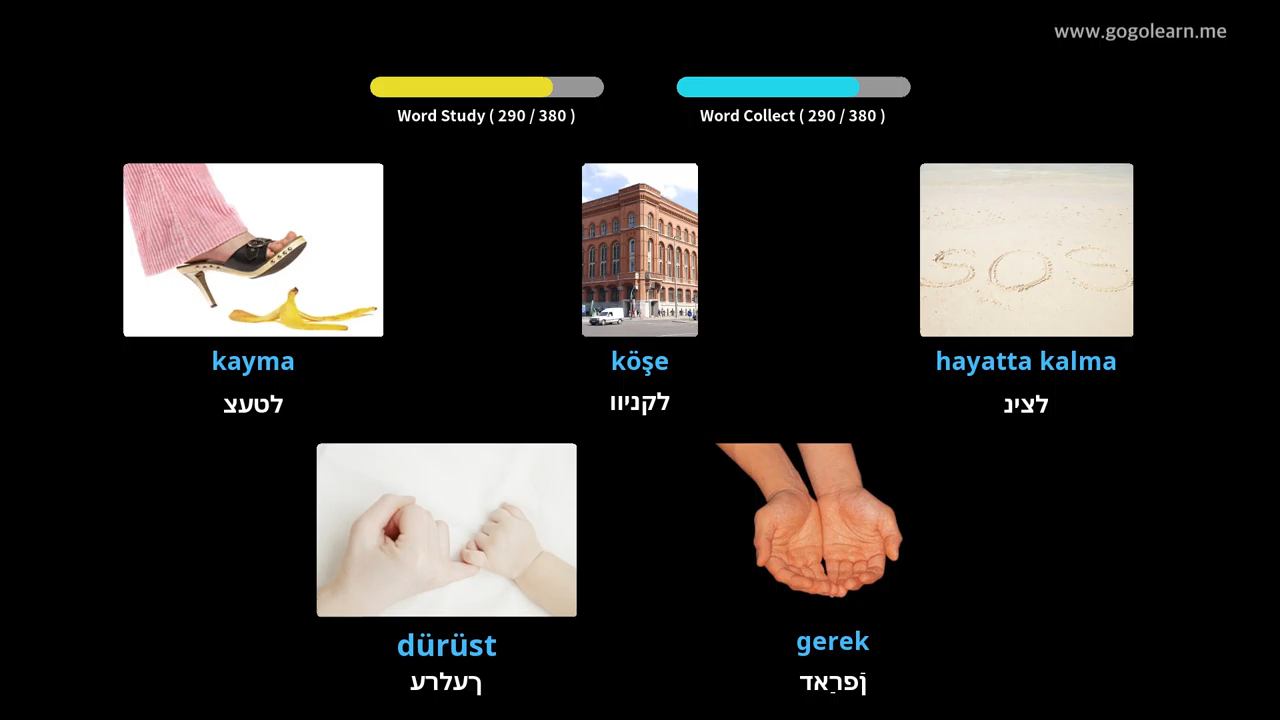 www.gogolearn.me
Word Study ( 290 / 380 )
Word Collect ( 290 / 380 )
kayma
לטעצ
köşe
לקניוו
hayatta kalma
לצינ
dürüst
ךעלרע
gerek
ןֿפרַאד